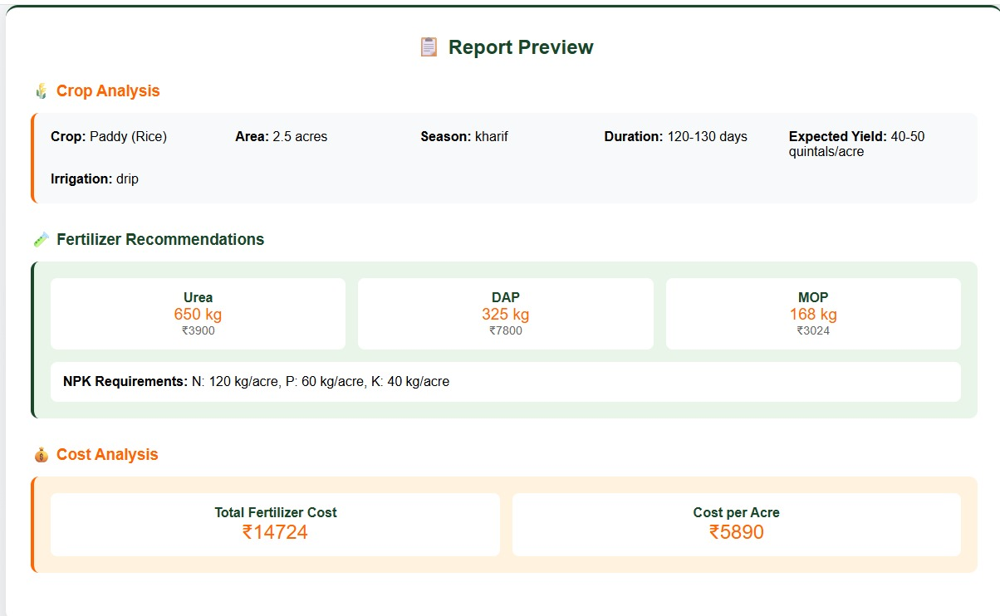 Report Preview
Crop Analysis
Crop: Paddy (Rice)
Area: 2.5 acres
Season: kharif
Duration: 120-130 days
Expected Yield: 40-50
quintals/acre
Irrigation: drip
Fertilizer Recommendations
Urea
650 kg
₹3900
DAP
325 kg
₹7800
MOP
168 kg
₹3024
NPK Requirements: N: 120 kg/acre, P: 60 kg/acre, K: 40 kg/acre
Cost Analysis
Total Fertilizer Cost
₹14724
Cost per Acre
₹5890